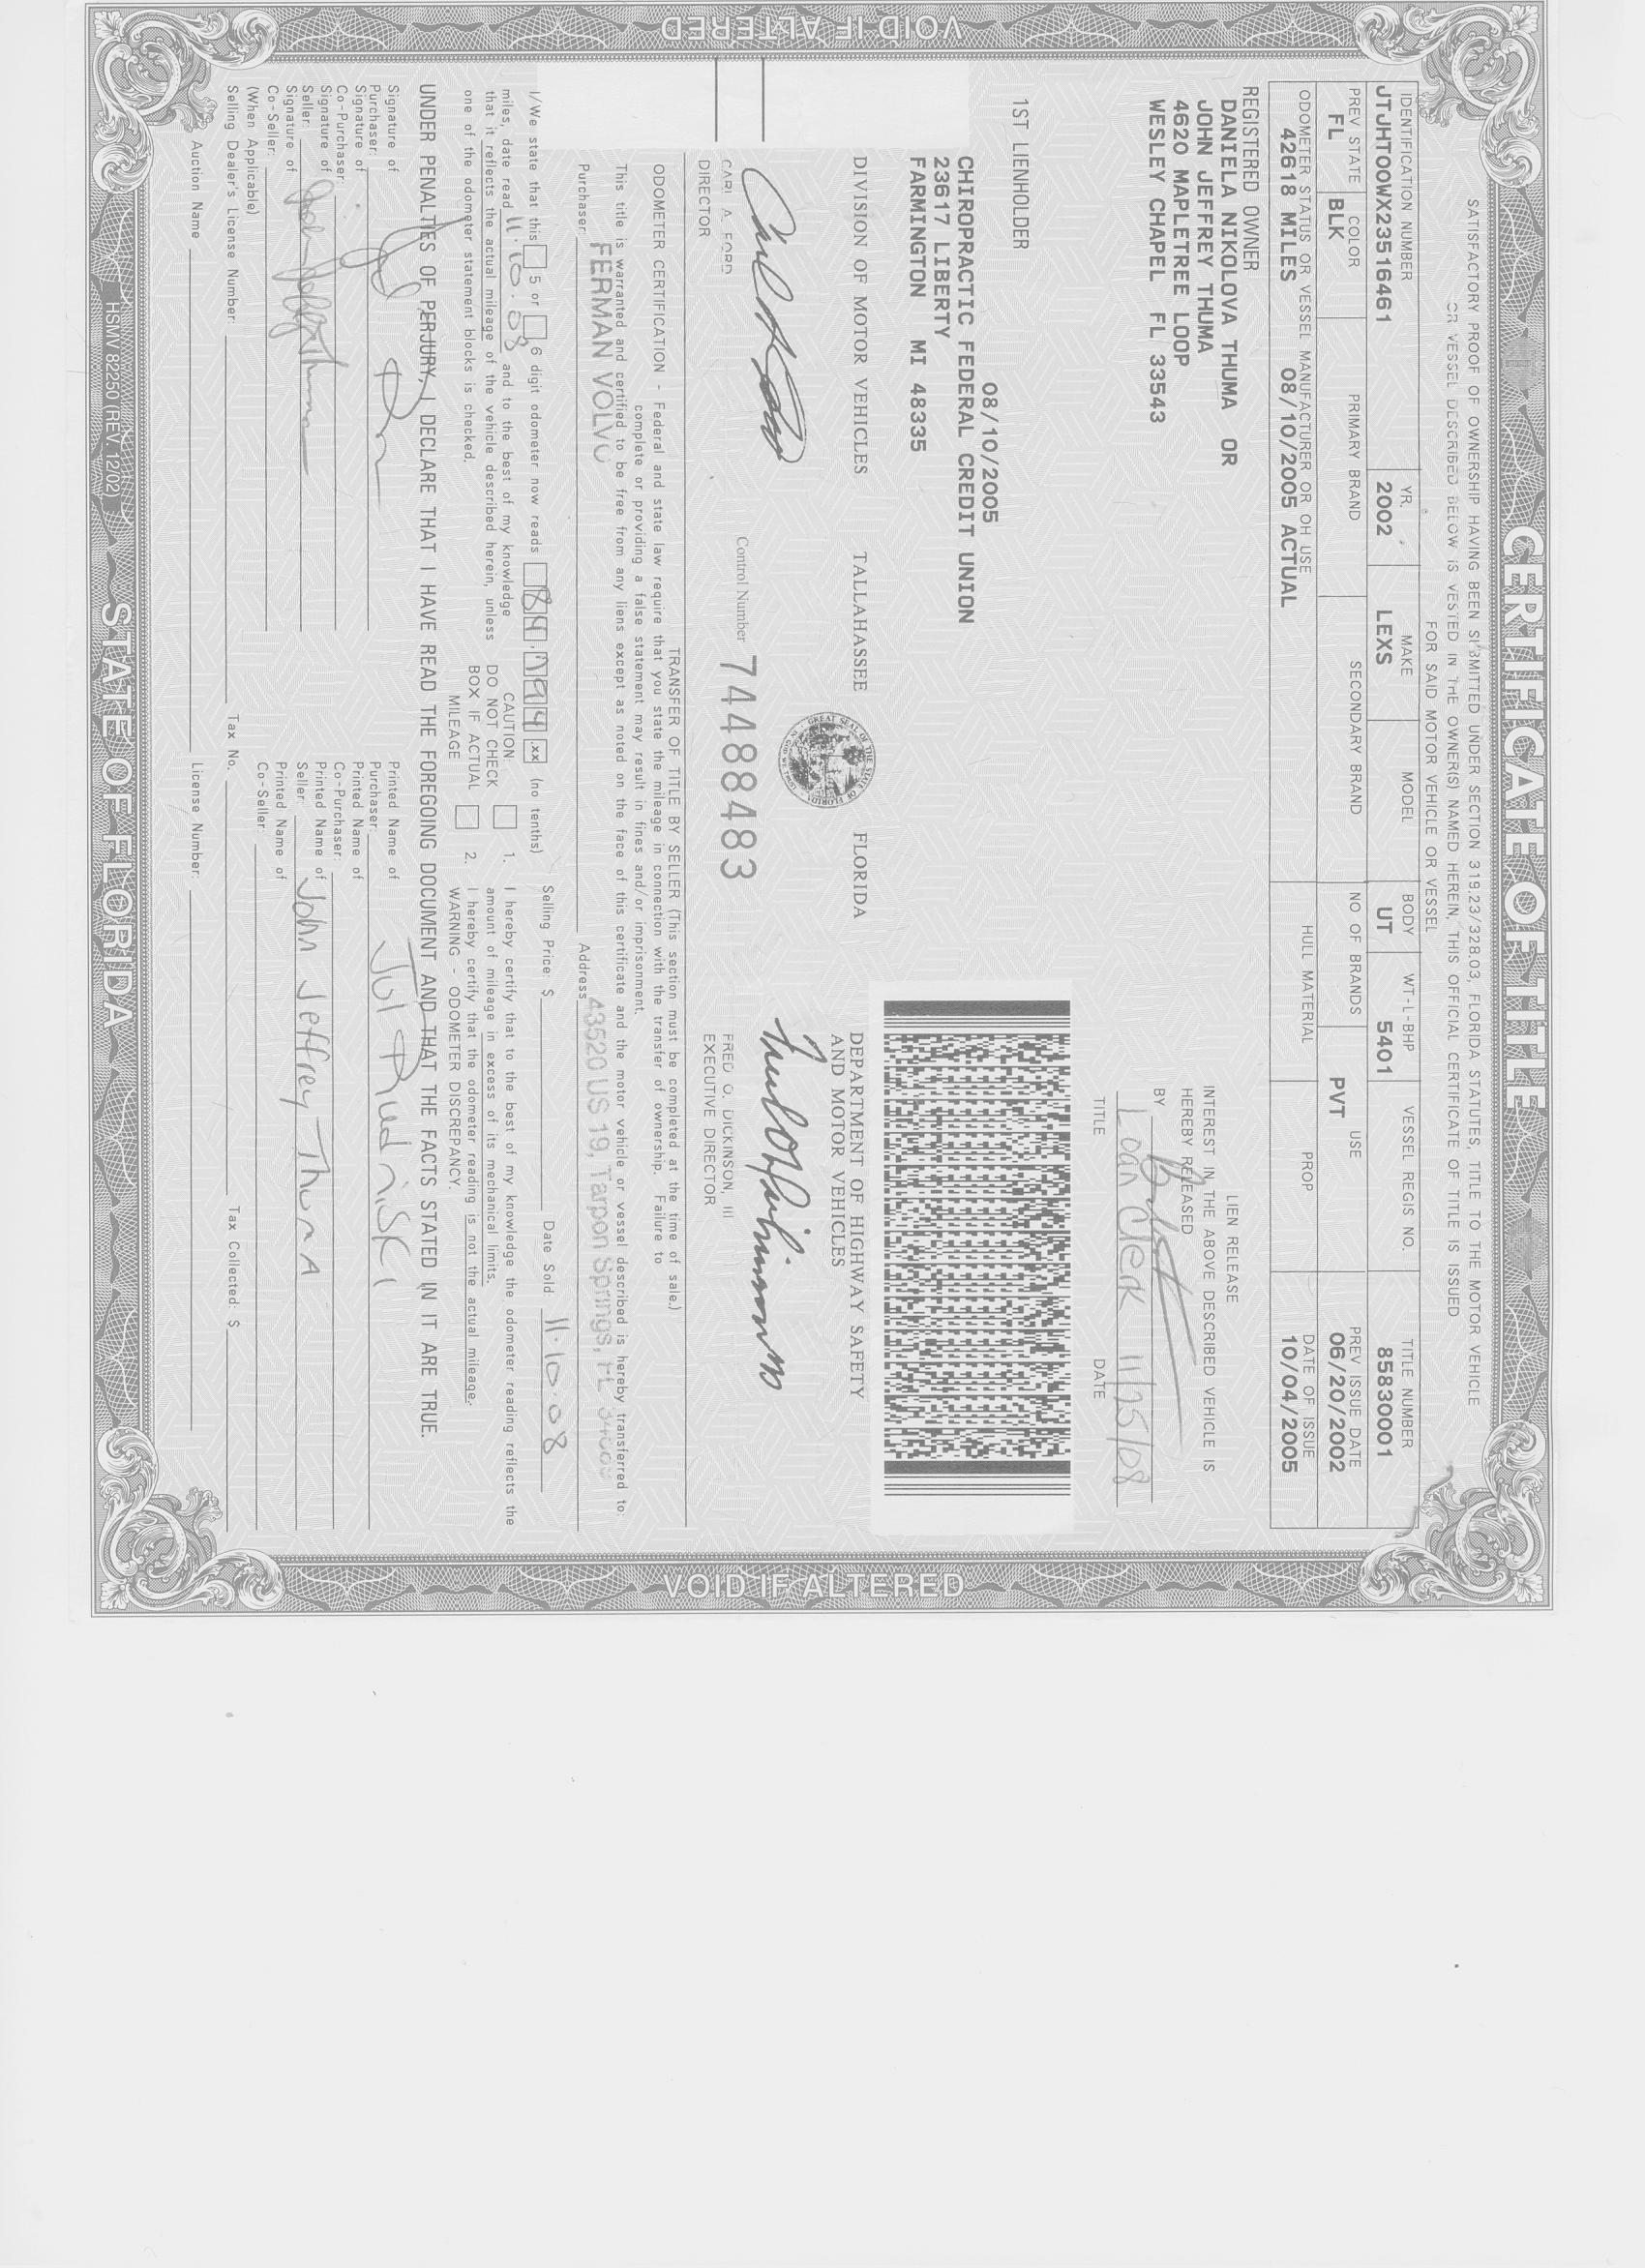 CERTIFICATE OF TITLE
SATISFACTORY PROOF OF OWNERSHIP HAVING BEEN SUBMITTED UNDER SECTION 319.23/328.03, FLORIDA STATUTES, TITLE TO THE MOTOR VEHICLE
OR VESSEL DESCRIBED BELOW IS VESTED IN THE OWNER(S) NAMED HEREIN. THIS OFFICIAL CERTIFICATE OF TITLE IS ISSUED
FOR SAID MOTOR VEHICLE OR VESSEL
IDENTIFICATION NUMBER YR. MAKE MODEL BODY WT-L-BHP VESSEL REGIS NO. TITLE NUMBER
JTJHT00WX23516461 2002 LEXS UT 5401 85830001
PREV STATE COLOR PRIMARY BRAND SECONDARY BRAND NO OF BRANDS USE PREV ISSUE DATE
FL BLK PVT 06/20/2002
ODOMETER STATUS OR VESSEL MANUFACTURER OR OH USE HULL MATERIAL PROP DATE OF ISSUE
42618 MILES 08/10/2005 ACTUAL 10/04/2005
REGISTERED OWNER
DANIELA NIKOLOVA THUMA OR
JOHN JEFFREY THUMA
4620 MAPLETREE LOOP
WESLEY CHAPEL FL 33543
LIEN RELEASE
INTEREST IN THE ABOVE DESCRIBED VEHICLE IS
HEREBY RELEASED
BY
Loan Clerk 11/25/08
TITLE DATE
1ST LIENHOLDER
08/10/2005
CHIROPRACTIC FEDERAL CREDIT UNION
23617 LIBERTY
FARMINGTON MI 48335
DIVISION OF MOTOR VEHICLES TALLAHASSEE FLORIDA DEPARTMENT OF HIGHWAY SAFETY
AND MOTOR VEHICLES
GREAT SEAL OF THE STATE OF FLORIDA
IN GOD WE TRUST
Control Number 74488483
CARL A. FORD
DIRECTOR
FRED O. DICKINSON, III
EXECUTIVE DIRECTOR
TRANSFER OF TITLE BY SELLER (This section must be completed at the time of sale.)
ODOMETER CERTIFICATION - Federal and state law require that you state the mileage in connection with the transfer of ownership. Failure to
complete or providing a false statement may result in fines and/or imprisonment.
This title is warranted and certified to be free from any liens except as noted on the face of this certificate and the motor vehicle or vessel described is hereby transferred to:
Purchaser: FERMAN VOLVO Address 43520 US 19, Tarpon Springs, FL
Selling Price: $ Date Sold: 11·10·08
I/We state that this 5 or 6 digit odometer now reads 84,794 .xx (no tenths)
miles, date read 11·10·08 and to the best of my knowledge
that it reflects the actual mileage of the vehicle described herein, unless
one of the odometer statement blocks is checked.
CAUTION:
DO NOT CHECK
BOX IF ACTUAL
MILEAGE
1. I hereby certify that to the best of my knowledge the odometer reading reflects the
amount of mileage in excess of its mechanical limits.
2. I hereby certify that the odometer reading is not the actual mileage.
WARNING - ODOMETER DISCREPANCY.
UNDER PENALTIES OF PERJURY, I DECLARE THAT I HAVE READ THE FOREGOING DOCUMENT AND THAT THE FACTS STATED IN IT ARE TRUE.
Signature of
Purchaser:
Printed Name of
Purchaser:
Signature of
Co-Purchaser:
Printed Name of
Co-Purchaser:
Signature of
Seller:
Printed Name of
Seller: John Jeffrey Thuma
Signature of
Co-Seller:
Printed Name of
Co-Seller:
(When Applicable)
Selling Dealer's License Number: Tax No. Tax Collected: $
Auction Name License Number:
STATE OF FLORIDA
HSMV 82250 (REV. 12/02)
VOID IF ALTERED
VOID IF ALTERED